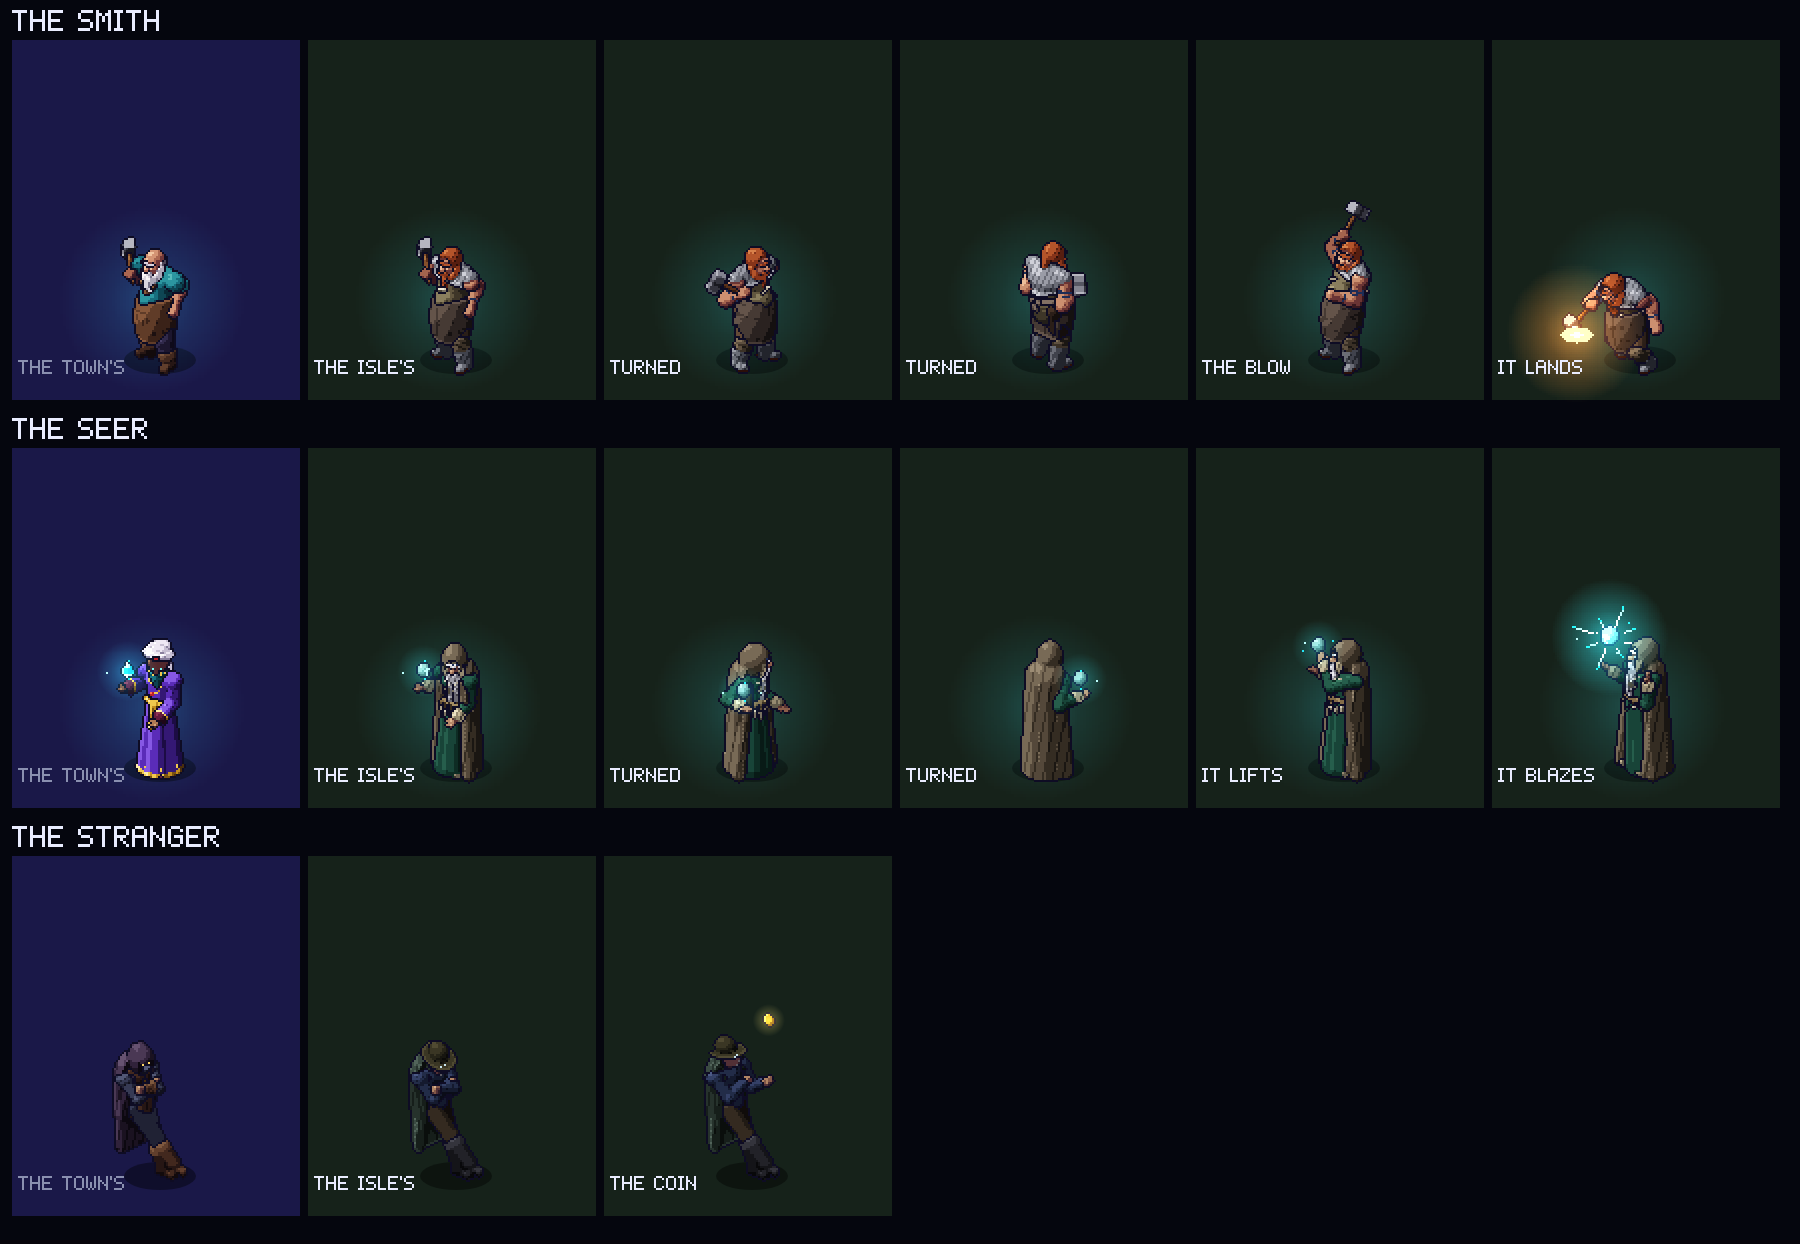 THE SMITH
THE TOWN'S
THE ISLE'S
TURNED
TURNED
THE BLOW
IT LANDS
THE SEER
THE TOWN'S
THE ISLE'S
TURNED
TURNED
IT LIFTS
IT BLAZES
THE STRANGER
THE TOWN'S
THE ISLE'S
THE COIN